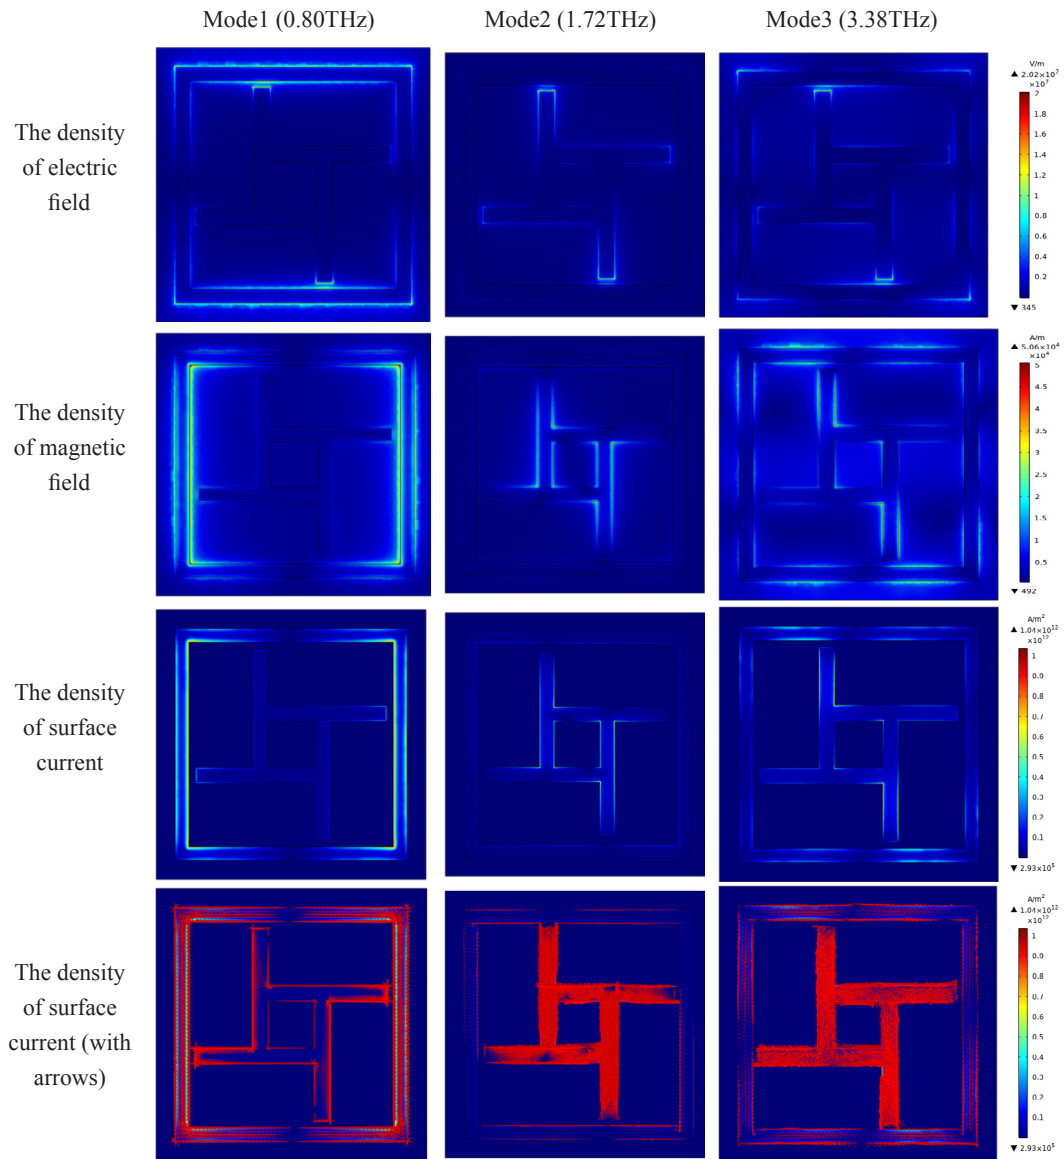 Mode1 (0.80THz) Mode2 (1.72THz) Mode3 (3.38THz)
The density
of electric
field
V/m
▲ 2.02×10⁷
×10⁷
2
1.8
1.6
1.4
1.2
1
0.8
0.6
0.4
0.2
▼ 345
The density
of magnetic
field
A/m
▲ 5.06×10⁴
×10⁴
5
4.5
4
3.5
3
2.5
2
1.5
1
0.5
▼ 492
The density
of surface
current
A/m²
▲ 1.04×10¹²
×10¹²
1
0.9
0.8
0.7
0.6
0.5
0.4
0.3
0.2
0.1
▼ 2.93×10⁵
The density
of surface
current (with
arrows)
A/m²
▲ 1.04×10¹²
×10¹²
1
0.9
0.8
0.7
0.6
0.5
0.4
0.3
0.2
0.1
▼ 2.93×10⁵